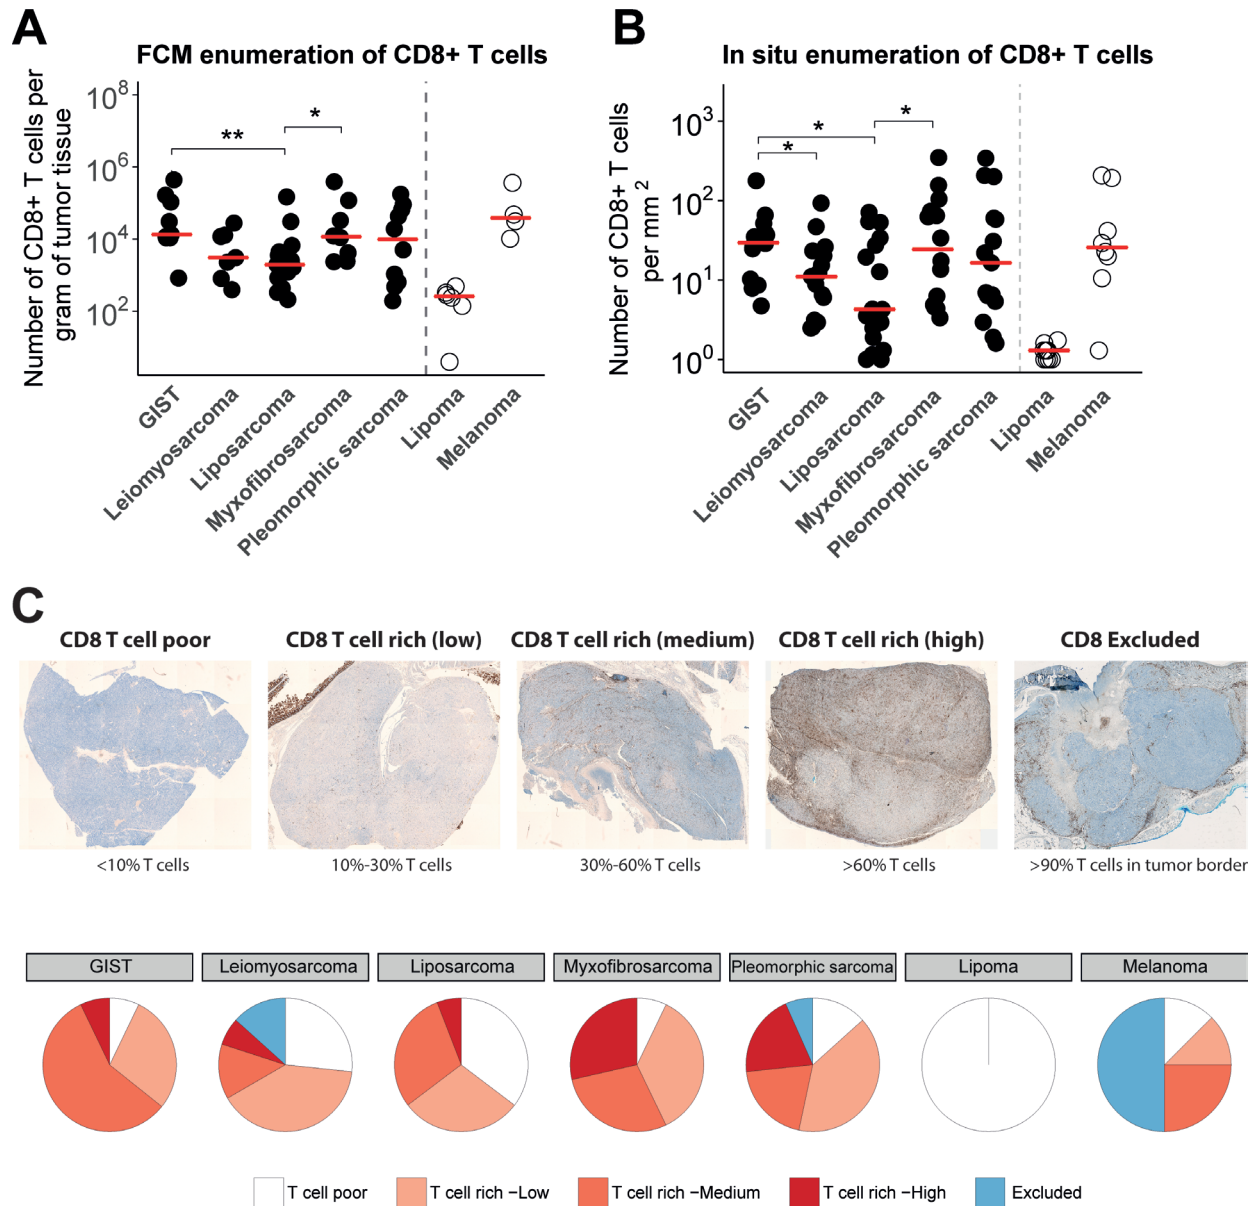 A
FCM enumeration of CD8+ T cells
Number of CD8+ T cells per
gram of tumor tissue
10^8
10^6
10^4
10^2
**
*
GIST
Leiomyosarcoma
Liposarcoma
Myxofibrosarcoma
Pleomorphic sarcoma
Lipoma
Melanoma
B
In situ enumeration of CD8+ T cells
Number of CD8+ T cells
per mm^2
10^3
10^2
10^1
10^0
*
*
*
GIST
Leiomyosarcoma
Liposarcoma
Myxofibrosarcoma
Pleomorphic sarcoma
Lipoma
Melanoma
C
CD8 T cell poor
CD8 T cell rich (low)
CD8 T cell rich (medium)
CD8 T cell rich (high)
CD8 Excluded
<10% T cells
10%-30% T cells
30%-60% T cells
>60% T cells
>90% T cells in tumor border
GIST
Leiomyosarcoma
Liposarcoma
Myxofibrosarcoma
Pleomorphic sarcoma
Lipoma
Melanoma
T cell poor
T cell rich −Low
T cell rich −Medium
T cell rich −High
Excluded